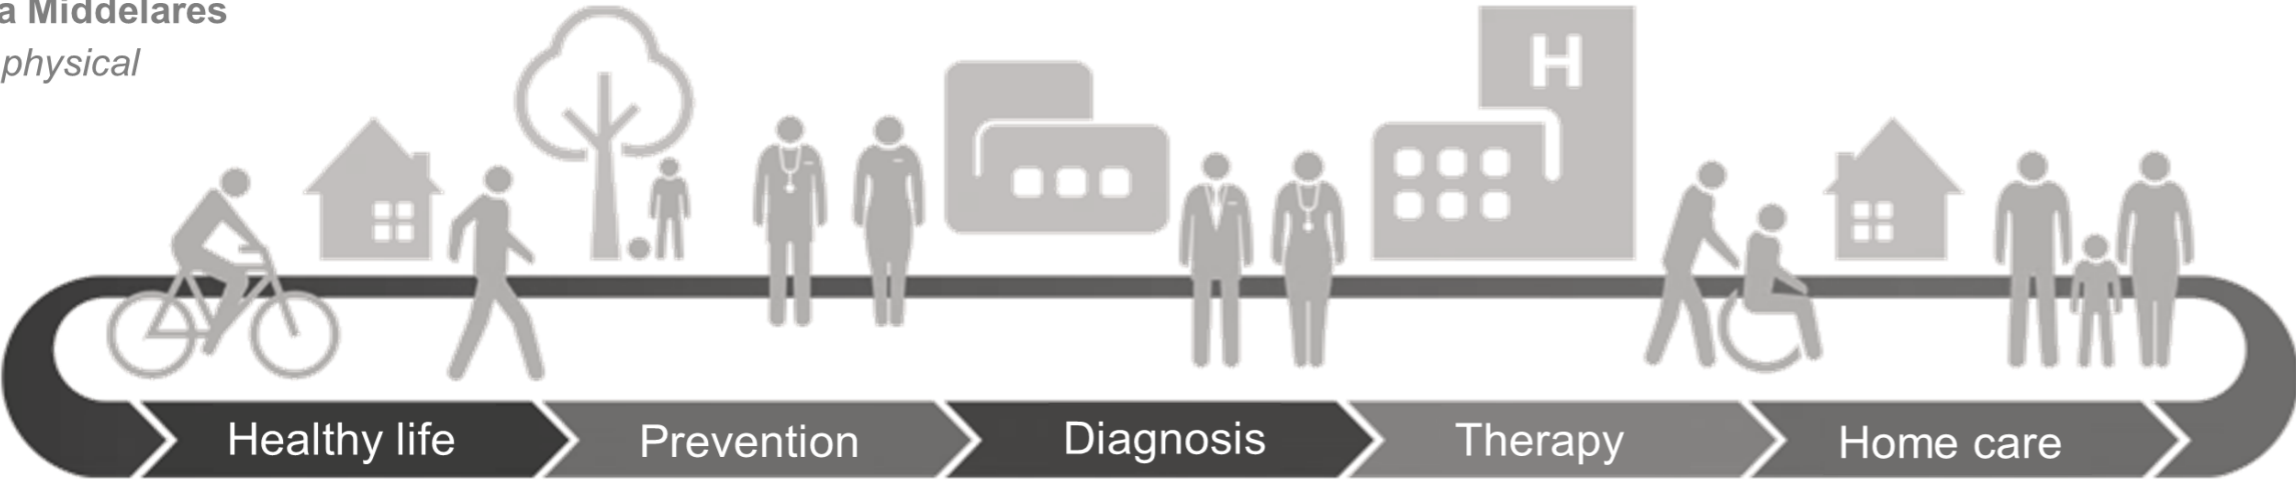 a Middelares
physical
H
Healthy life
Prevention
Diagnosis
Therapy
Home care